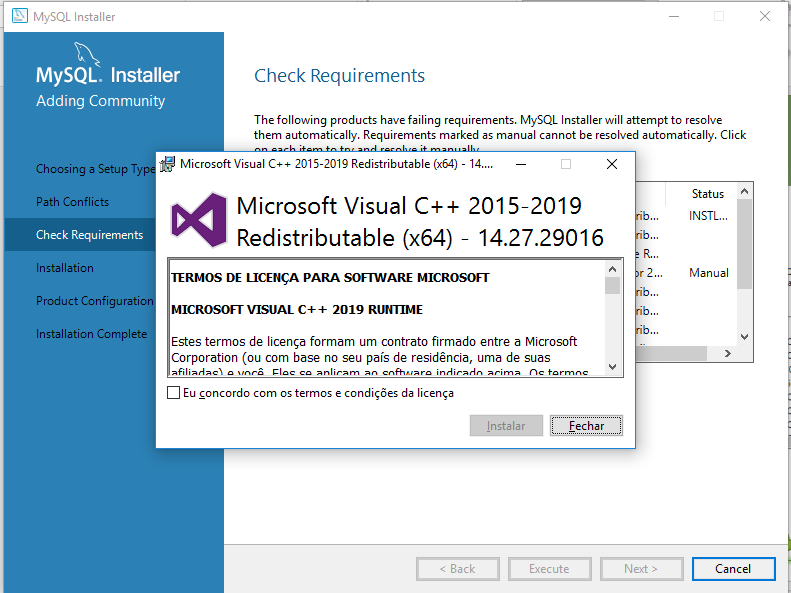 MySQL Installer
MySQL. Installer
Adding Community
Choosing a Setup Type
Path Conflicts
Check Requirements
Installation
Product Configuration
Installation Complete
Check Requirements
The following products have failing requirements. MySQL Installer will attempt to resolve
them automatically. Requirements marked as manual cannot be resolved automatically. Click
on each item to try and resolve it manually.
Status
rib... INSTL...
rib...
e R...
or 2... Manual
rib...
rib...
rib...
Microsoft Visual C++ 2015-2019 Redistributable (x64) - 14....
Microsoft Visual C++ 2015-2019
Redistributable (x64) - 14.27.29016
TERMOS DE LICENÇA PARA SOFTWARE MICROSOFT
MICROSOFT VISUAL C++ 2019 RUNTIME
Estes termos de licença formam um contrato firmado entre a Microsoft
Corporation (ou com base no seu país de residência, uma de suas
afiliadas) e você. Eles se aplicam ao software indicado acima. Os termos
Eu concordo com os termos e condições da licença
Instalar
Fechar
< Back
Execute
Next >
Cancel